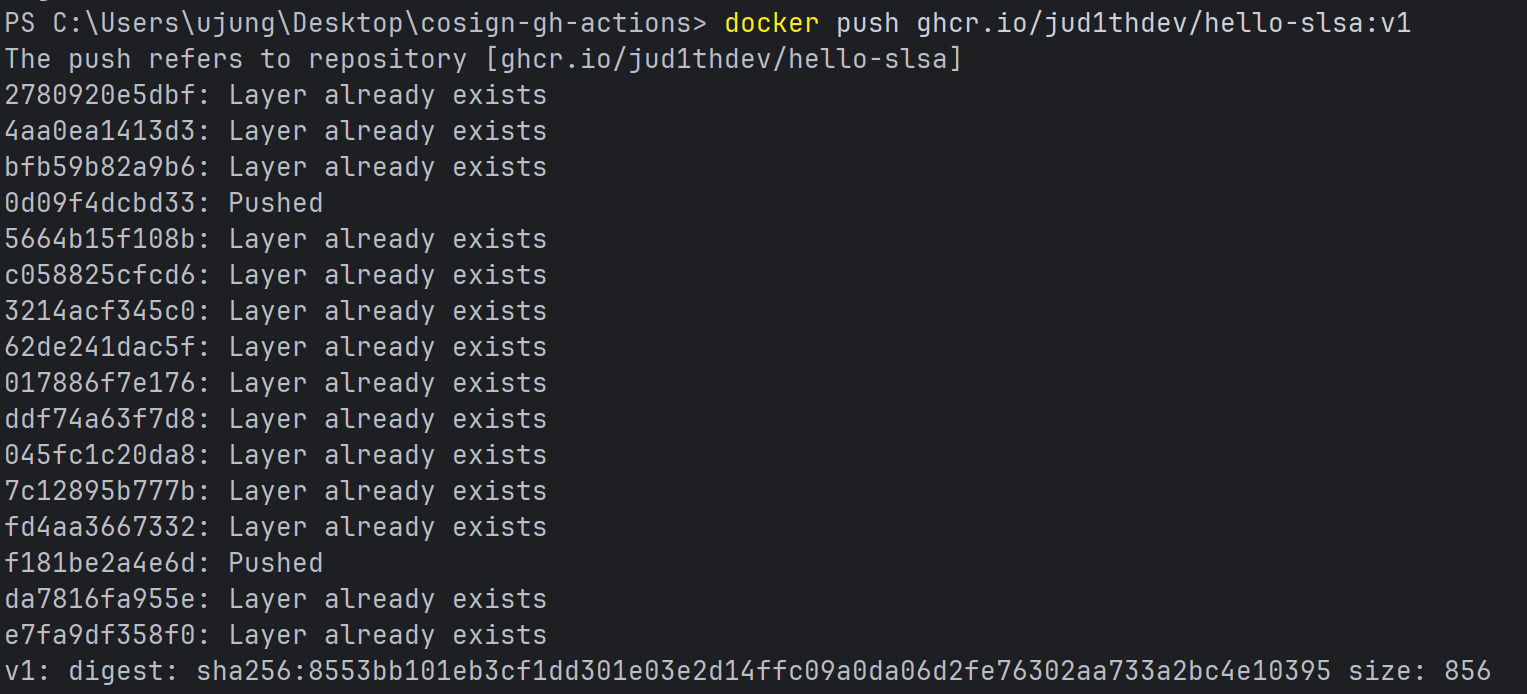 PS C:\Users\ujung\Desktop\cosign-gh-actions> docker push ghcr.io/jud1thdev/hello-slsa:v1
The push refers to repository [ghcr.io/jud1thdev/hello-slsa]
2780920e5dbf: Layer already exists
4aa0ea1413d3: Layer already exists
bfb59b82a9b6: Layer already exists
0d09f4dcbd33: Pushed
5664b15f108b: Layer already exists
c058825cfcd6: Layer already exists
3214acf345c0: Layer already exists
62de241dac5f: Layer already exists
017886f7e176: Layer already exists
ddf74a63f7d8: Layer already exists
045fc1c20da8: Layer already exists
7c12895b777b: Layer already exists
fd4aa3667332: Layer already exists
f181be2a4e6d: Pushed
da7816fa955e: Layer already exists
e7fa9df358f0: Layer already exists
v1: digest: sha256:8553bb101eb3cf1dd301e03e2d14ffc09a0da06d2fe76302aa733a2bc4e10395 size: 856